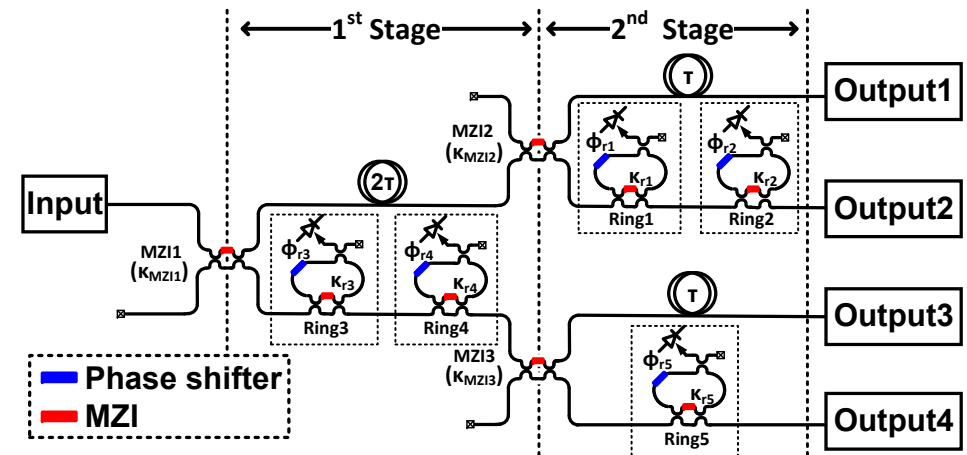 1st Stage
2nd Stage
τ
Output1
MZI2
(κMZI2)
ϕr1
κr1
Ring1
ϕr2
κr2
Ring2
Output2
2τ
Input
MZI1
(κMZI1)
ϕr3
κr3
Ring3
ϕr4
κr4
Ring4
τ
Output3
MZI3
(κMZI3)
ϕr5
κr5
Ring5
Output4
Phase shifter
MZI